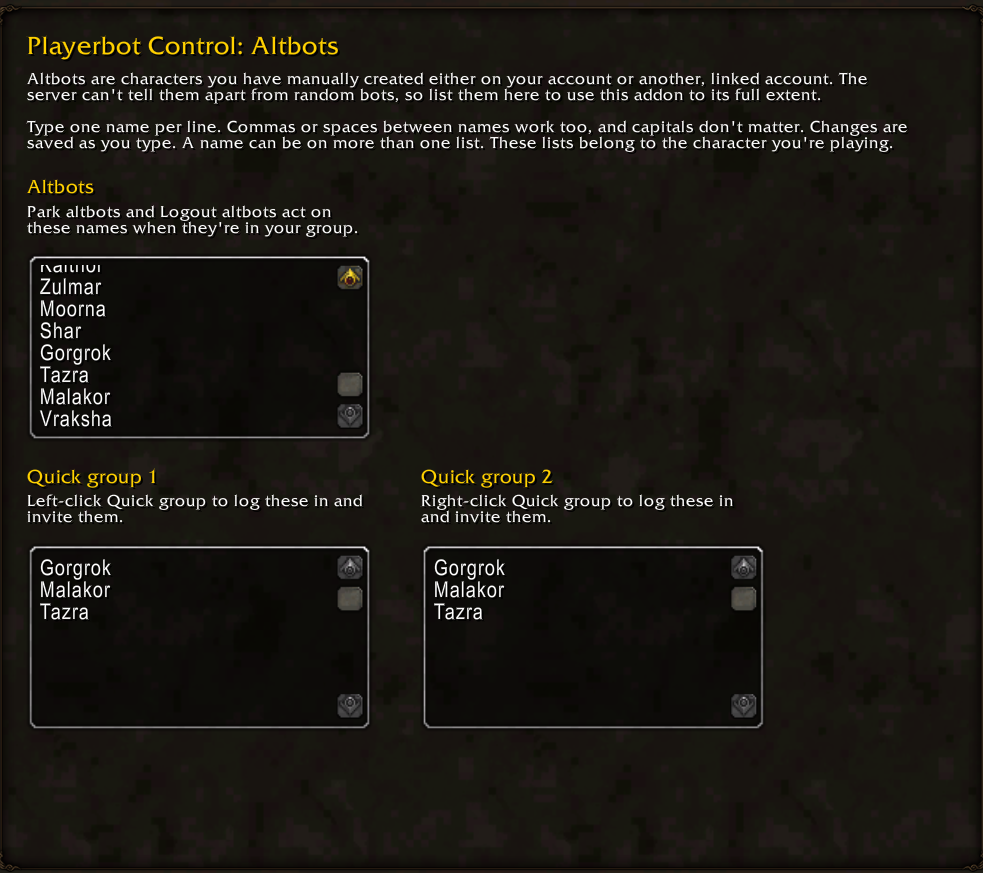 Playerbot Control: Altbots
Altbots are characters you have manually created either on your account or another, linked account. The
server can't tell them apart from random bots, so list them here to use this addon to its full extent.
Type one name per line. Commas or spaces between names work too, and capitals don't matter. Changes are
saved as you type. A name can be on more than one list. These lists belong to the character you're playing.
Altbots
Park altbots and Logout altbots act on
these names when they're in your group.
Zulmar
Moorna
Shar
Gorgrok
Tazra
Malakor
Vraksha
Quick group 1
Left-click Quick group to log these in and
invite them.
Gorgrok
Malakor
Tazra
Quick group 2
Right-click Quick group to log these in
and invite them.
Gorgrok
Malakor
Tazra